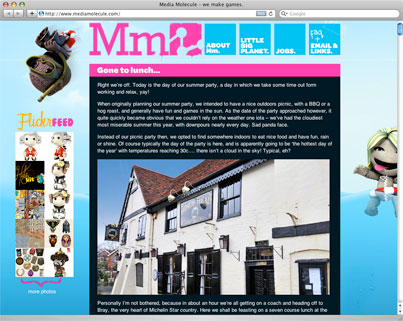 Media Molecule - we make games.
http://www.mediamolecule.com/
Google
Mm
ABOUT
Mm.
LITTLE
BIG
PLANET.
JOBS.
FAQ
EMAIL &
LINKS.
Gone to lunch...
Right we're off. Today is the day of our summer party, a day in which we take some time out form
working and relax, yay!
When originally planning our summer party, we intended to have a nice outdoors picnic, with a BBQ or a
hog roast, and generally have fun and games in the sun. As the date of the party approached however, it
quite quickly became obvious that we couldn't rely on the weather one iota – we've had the cloudiest
most miserable summer this year, with downpours nearly every day. Sad panda face.
Instead of our picnic party then, we opted to find somewhere indoors to eat nice food and have fun, rain
or shine. Of course typically the day of the party is here, and is apparently going to be 'the hottest day of
the year' with temperatures reaching 30c.... there isn't a cloud in the sky! Typical, eh?
FlickrFEED
more photos
Personally I'm not bothered, because in about an hour we're all getting on a coach and heading off to
Bray, the very heart of Michelin Star country. Here we shall be feasting on a seven course lunch at the